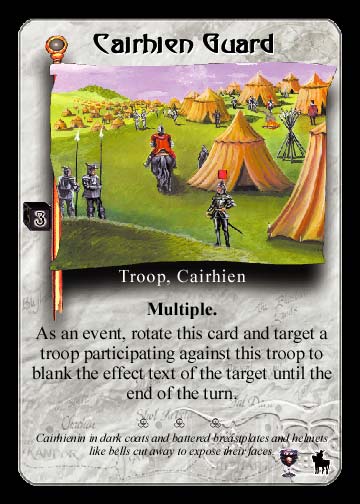 Cairhien Guard
3
Troop, Cairhien
Multiple.
As an event, rotate this card and target a
troop participating against this troop to
blank the effect text of the target until the
end of the turn.
Cairhienin in dark coats and battered breastplates and helmets
like bells cut away to expose their faces.
KANDOR